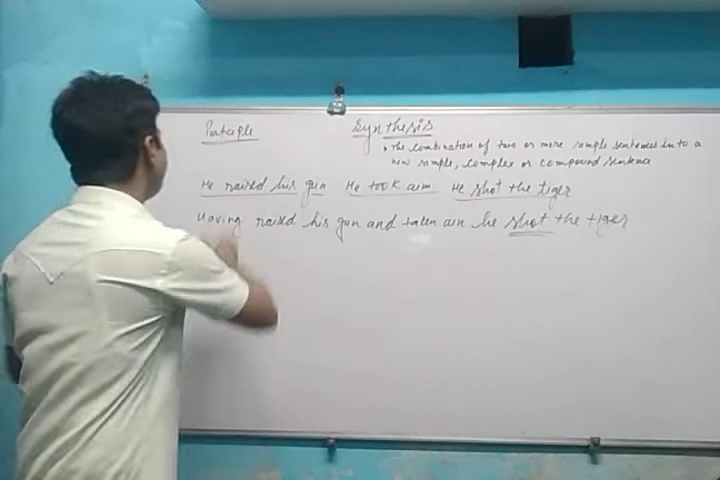 Participle
Synthesis
• The combination of two or more simple sentences into a
new simple, complex or compound sentence
He raised his gun He took aim He shot the tiger
Having raised his gun and taken aim he shot the tiger